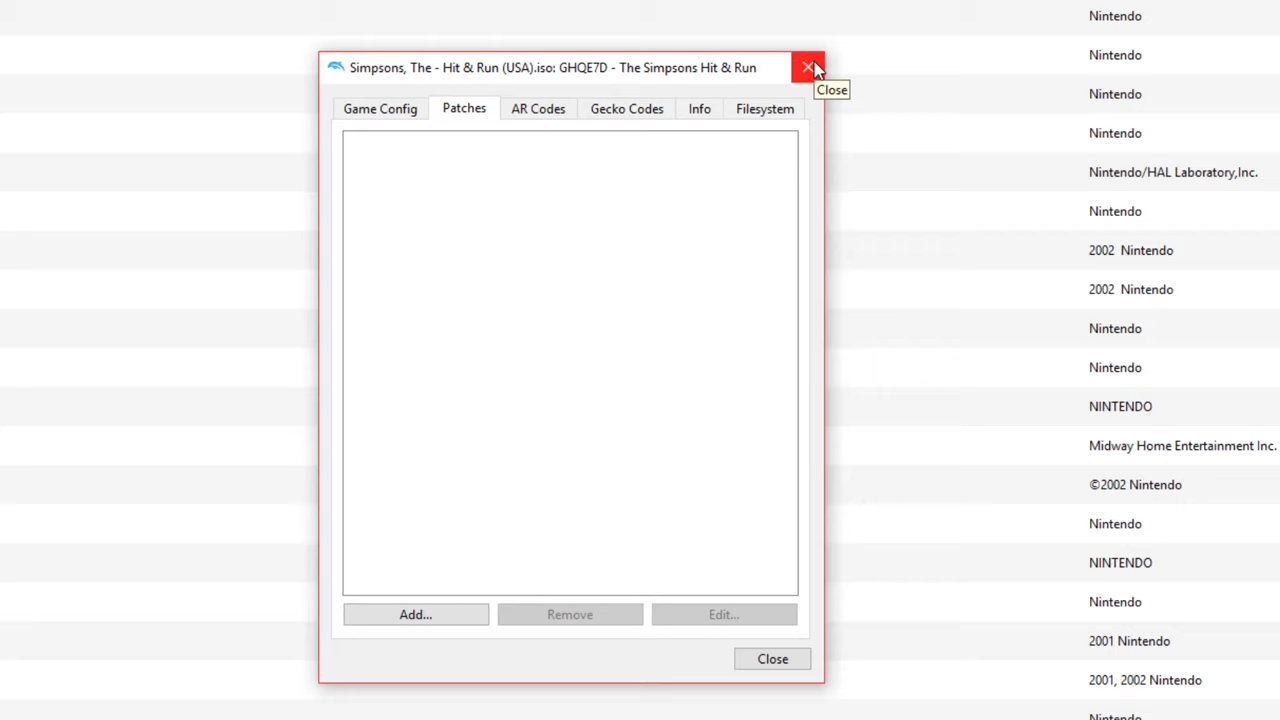 Nintendo
Simpsons, The - Hit & Run (USA).iso: GHQE7D - The Simpsons Hit & Run
Nintendo
Close
Nintendo
Game Config
Patches
AR Codes
Gecko Codes
Info
Filesystem
Nintendo
Nintendo/HAL Laboratory,Inc.
Nintendo
2002 Nintendo
2002 Nintendo
Nintendo
Nintendo
NINTENDO
Midway Home Entertainment Inc.
©2002 Nintendo
Nintendo
NINTENDO
Nintendo
Add...
Remove
Edit...
2001 Nintendo
Close
2001, 2002 Nintendo
Nintendo